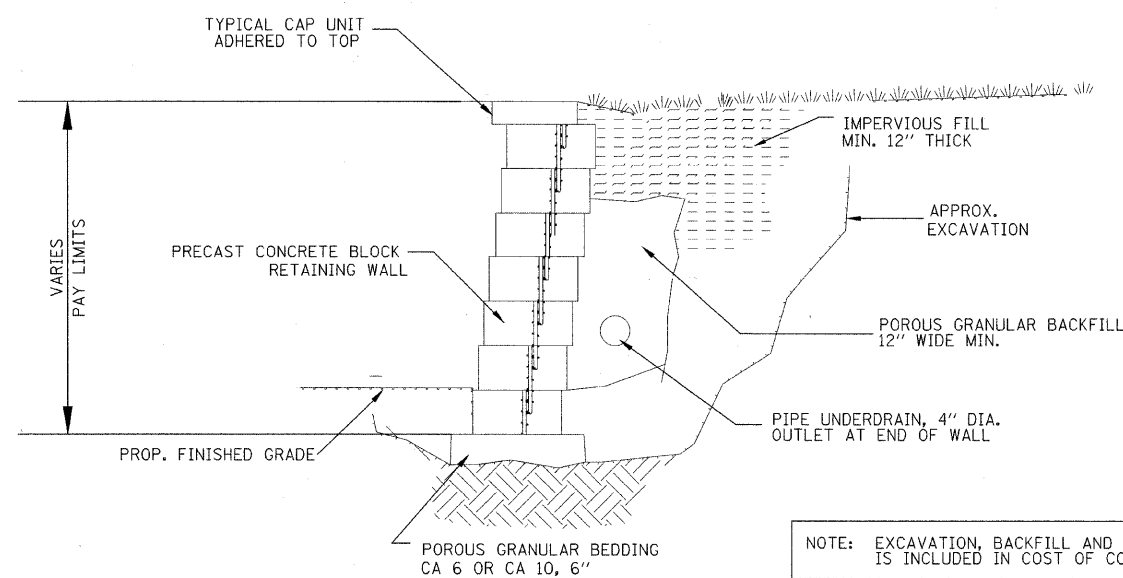 TYPICAL CAP UNIT
ADHERED TO TOP
IMPERVIOUS FILL
MIN. 12" THICK
APPROX.
EXCAVATION
VARIES
PAY LIMITS
PRECAST CONCRETE BLOCK
RETAINING WALL
POROUS GRANULAR BACKFILL
12" WIDE MIN.
PIPE UNDERDRAIN, 4" DIA.
OUTLET AT END OF WALL
PROP. FINISHED GRADE
POROUS GRANULAR BEDDING
CA 6 OR CA 10, 6"
NOTE: EXCAVATION, BACKFILL AND
IS INCLUDED IN COST OF